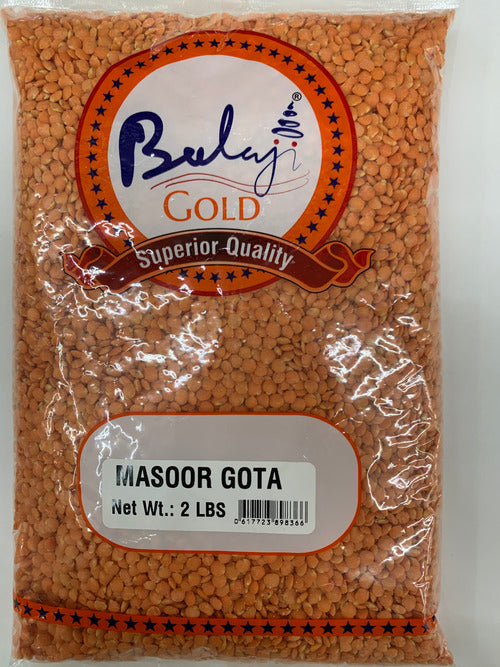 Balaji
®
GOLD
Superior Quality
MASOOR GOTA
Net Wt.: 2 LBS
0 617723 898366